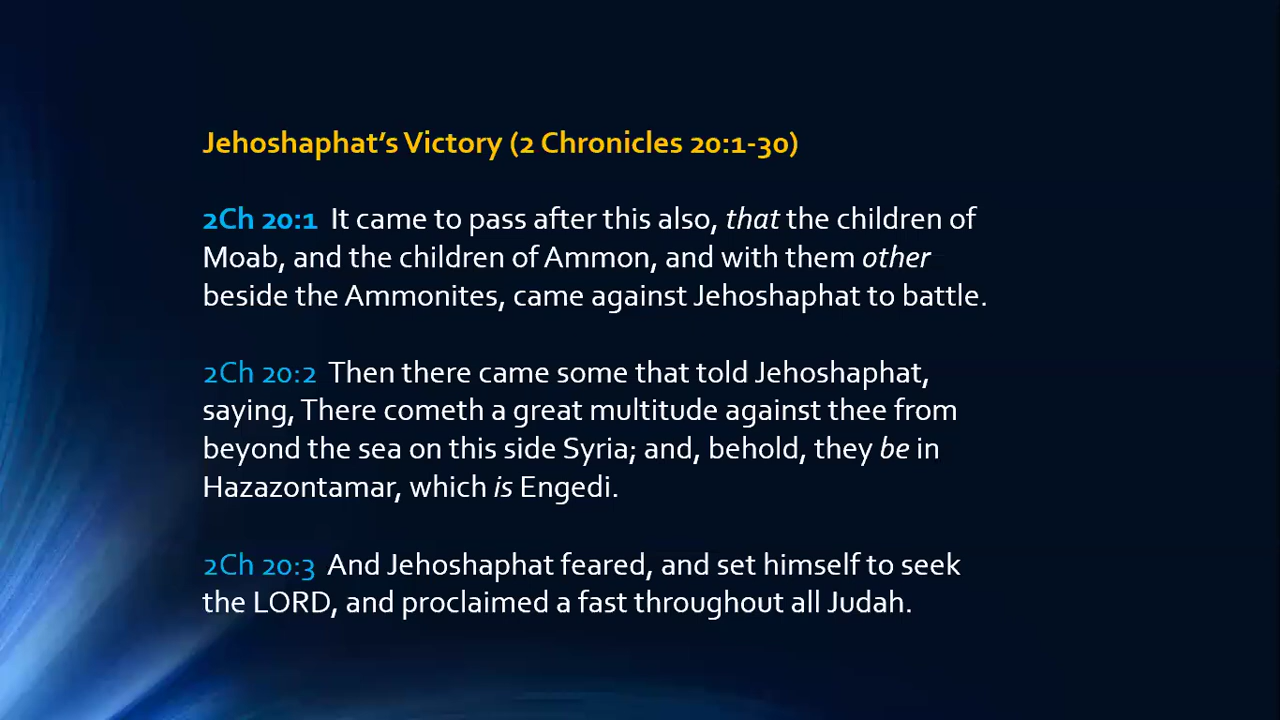 Jehoshaphat’s Victory (2 Chronicles 20:1-30)
2Ch 20:1 It came to pass after this also, that the children of
Moab, and the children of Ammon, and with them other
beside the Ammonites, came against Jehoshaphat to battle.
2Ch 20:2 Then there came some that told Jehoshaphat,
saying, There cometh a great multitude against thee from
beyond the sea on this side Syria; and, behold, they be in
Hazazontamar, which is Engedi.
2Ch 20:3 And Jehoshaphat feared, and set himself to seek
the LORD, and proclaimed a fast throughout all Judah.